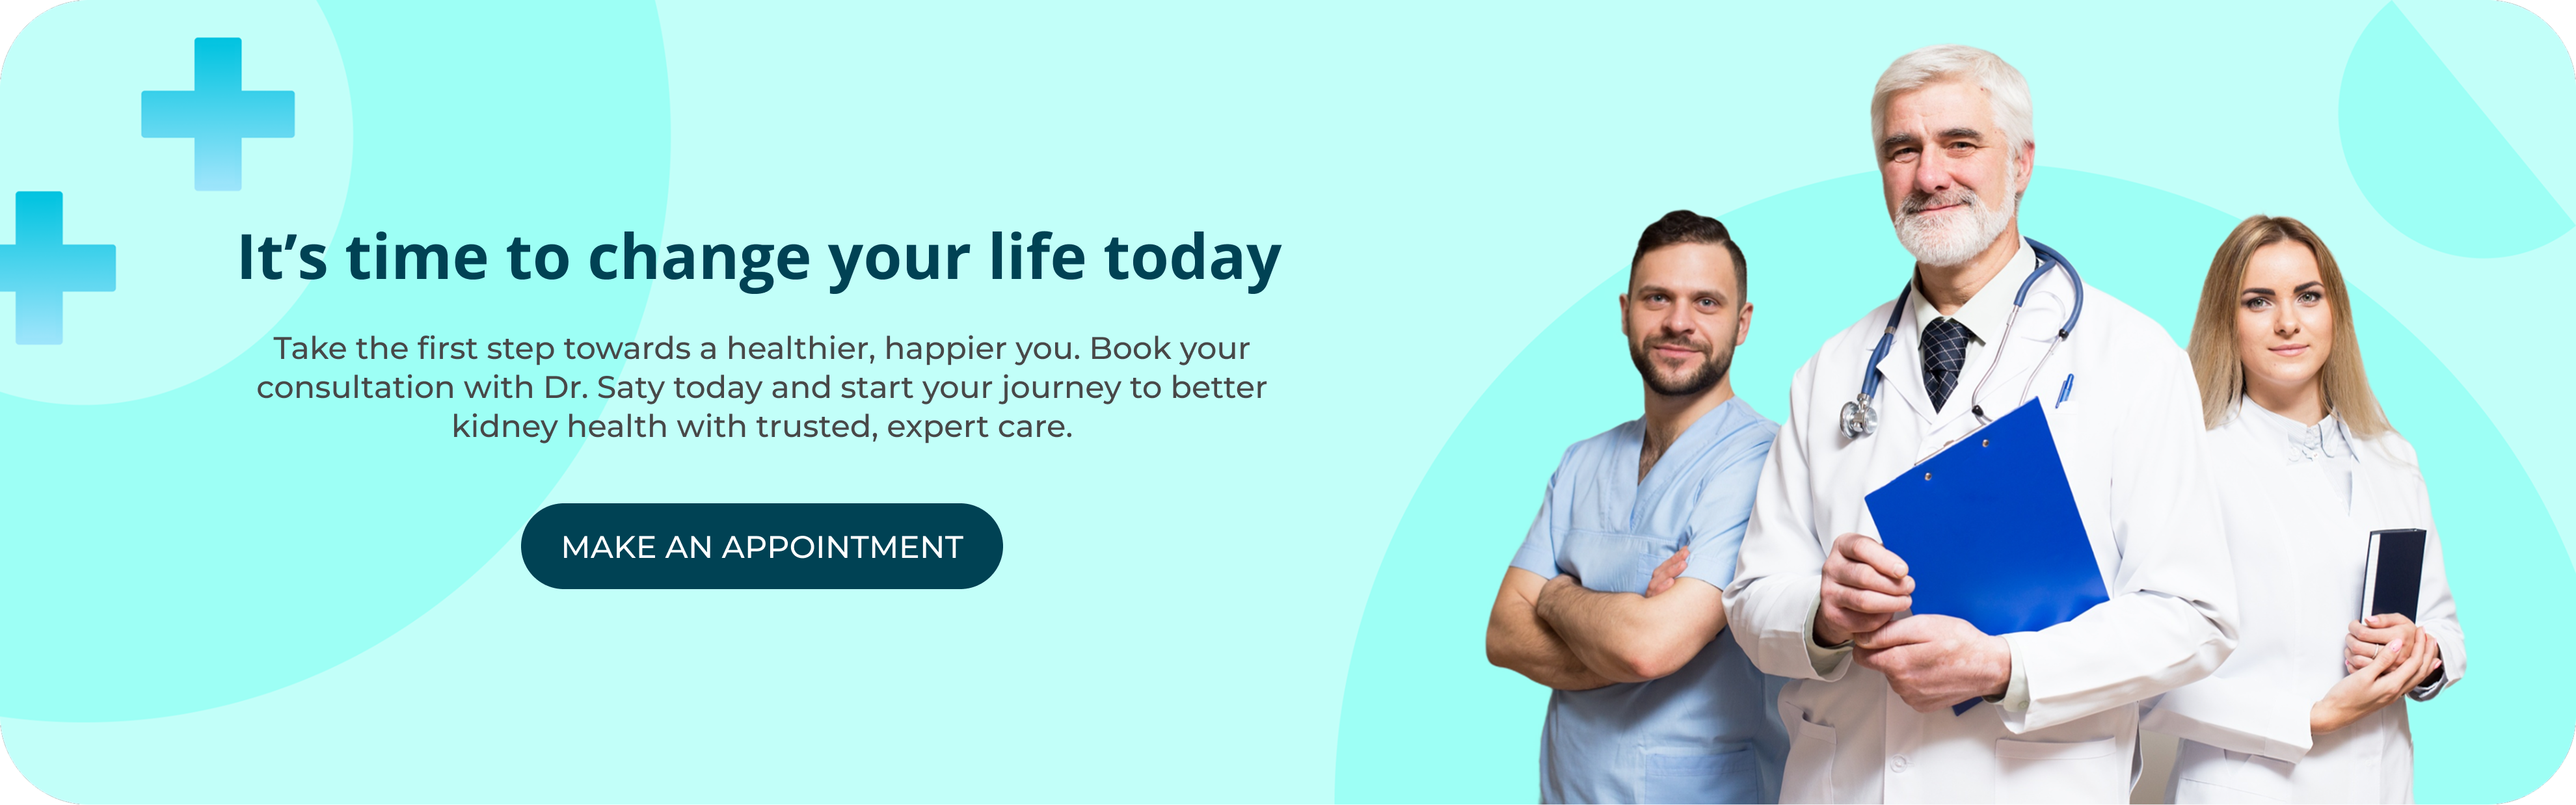 It’s time to change your life today
Take the first step towards a healthier, happier you. Book your
consultation with Dr. Saty today and start your journey to better
kidney health with trusted, expert care.
MAKE AN APPOINTMENT